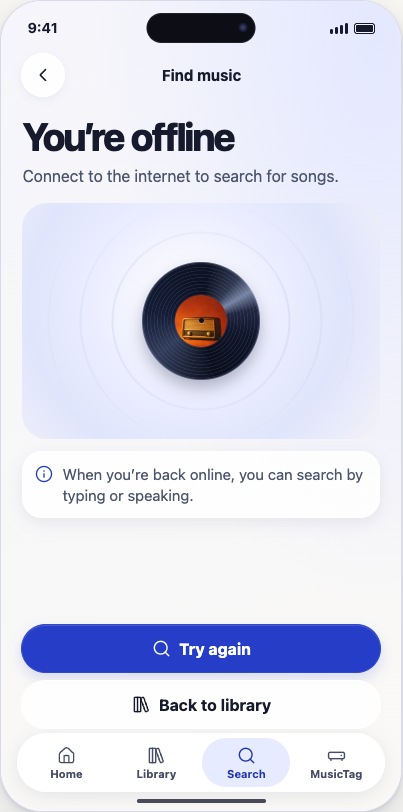 9:41
Find music
You're offline
Connect to the internet to search for songs.
When you're back online, you can search by
typing or speaking.
Try again
Back to library
Home
Library
Search
MusicTag